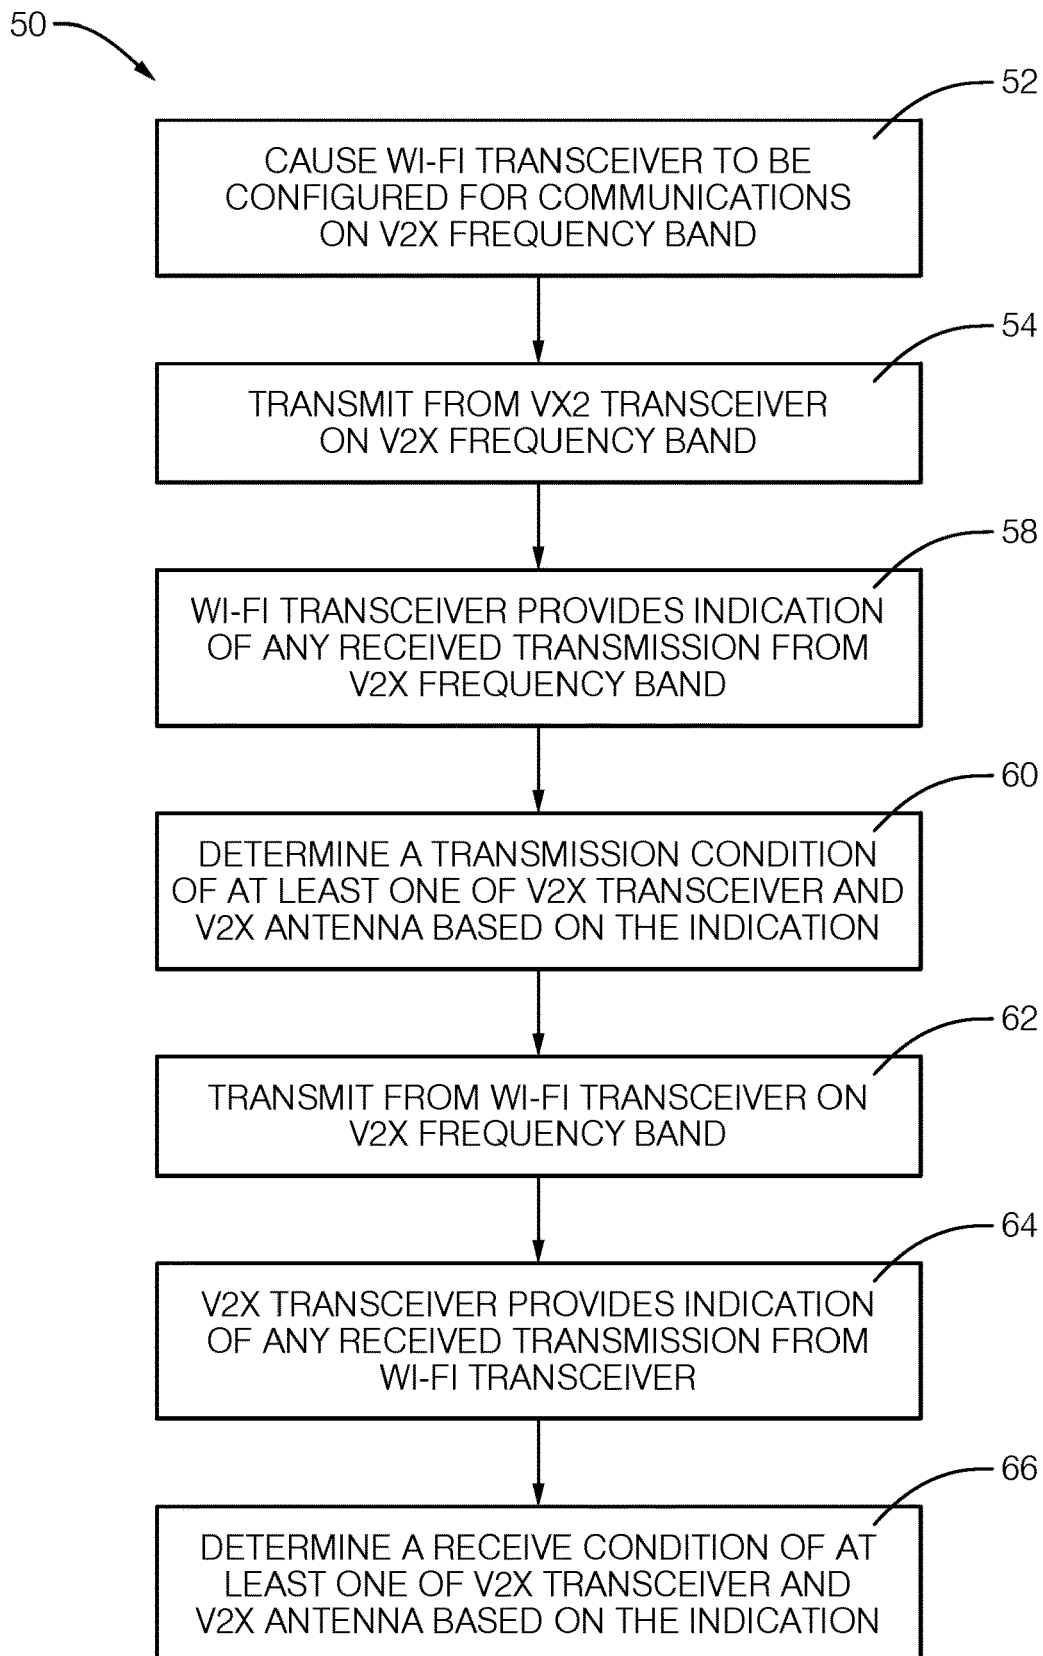 50
52
CAUSE WI-FI TRANSCEIVER TO BE
CONFIGURED FOR COMMUNICATIONS
ON V2X FREQUENCY BAND
54
TRANSMIT FROM VX2 TRANSCEIVER
ON V2X FREQUENCY BAND
58
WI-FI TRANSCEIVER PROVIDES INDICATION
OF ANY RECEIVED TRANSMISSION FROM
V2X FREQUENCY BAND
60
DETERMINE A TRANSMISSION CONDITION
OF AT LEAST ONE OF V2X TRANSCEIVER AND
V2X ANTENNA BASED ON THE INDICATION
62
TRANSMIT FROM WI-FI TRANSCEIVER ON
V2X FREQUENCY BAND
64
V2X TRANSCEIVER PROVIDES INDICATION
OF ANY RECEIVED TRANSMISSION FROM
WI-FI TRANSCEIVER
66
DETERMINE A RECEIVE CONDITION OF AT
LEAST ONE OF V2X TRANSCEIVER AND
V2X ANTENNA BASED ON THE INDICATION